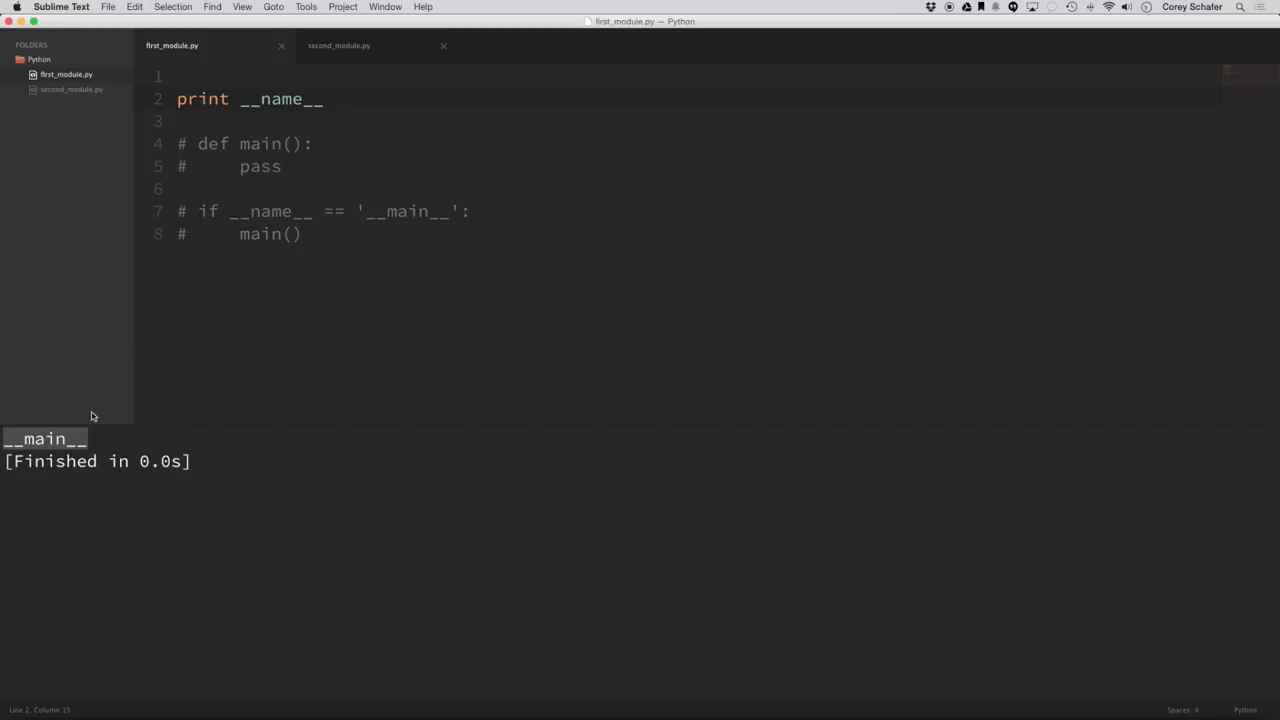 Sublime Text File Edit Selection Find View Goto Tools Project Window Help Corey Schafer
first_module.py — Python
FOLDERS
Python
first_module.py
second_module.py
first_module.py
second_module.py
1
2 print __name__
3
4 # def main():
5 #     pass
6
7 # if __name__ == '__main__':
8 #     main()
__main__
[Finished in 0.0s]
Line 2, Column 15
Spaces: 4
Python